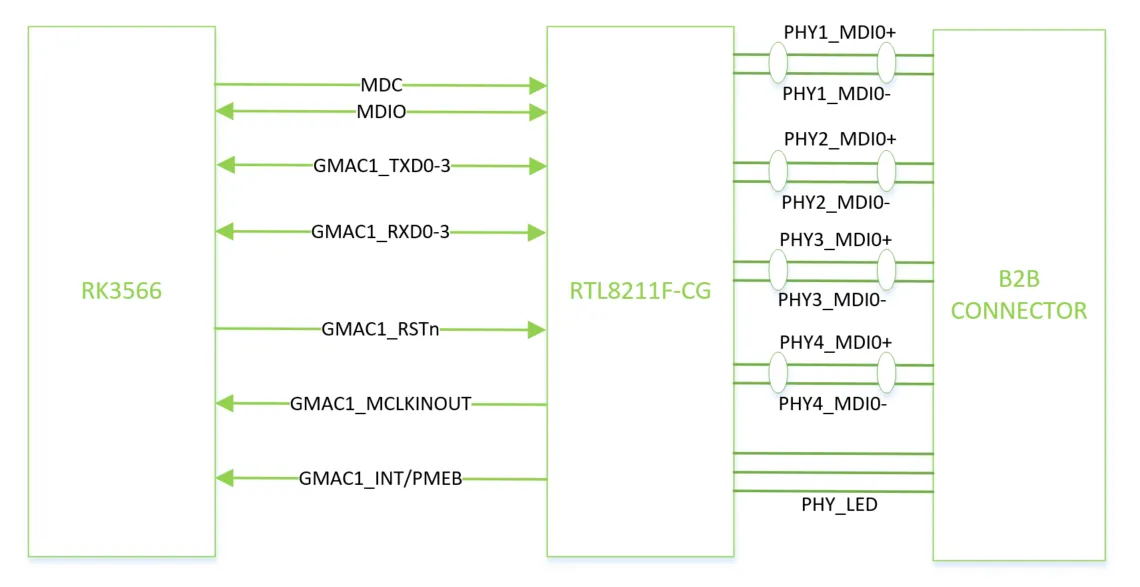 RK3566
MDC
MDIO
GMAC1_TXD0-3
GMAC1_RXD0-3
GMAC1_RSTn
GMAC1_MCLKINOUT
GMAC1_INT/PMEB
RTL8211F-CG
PHY1_MDI0+
PHY1_MDI0-
PHY2_MDI0+
PHY2_MDI0-
PHY3_MDI0+
PHY3_MDI0-
PHY4_MDI0+
PHY4_MDI0-
PHY_LED
B2B
CONNECTOR